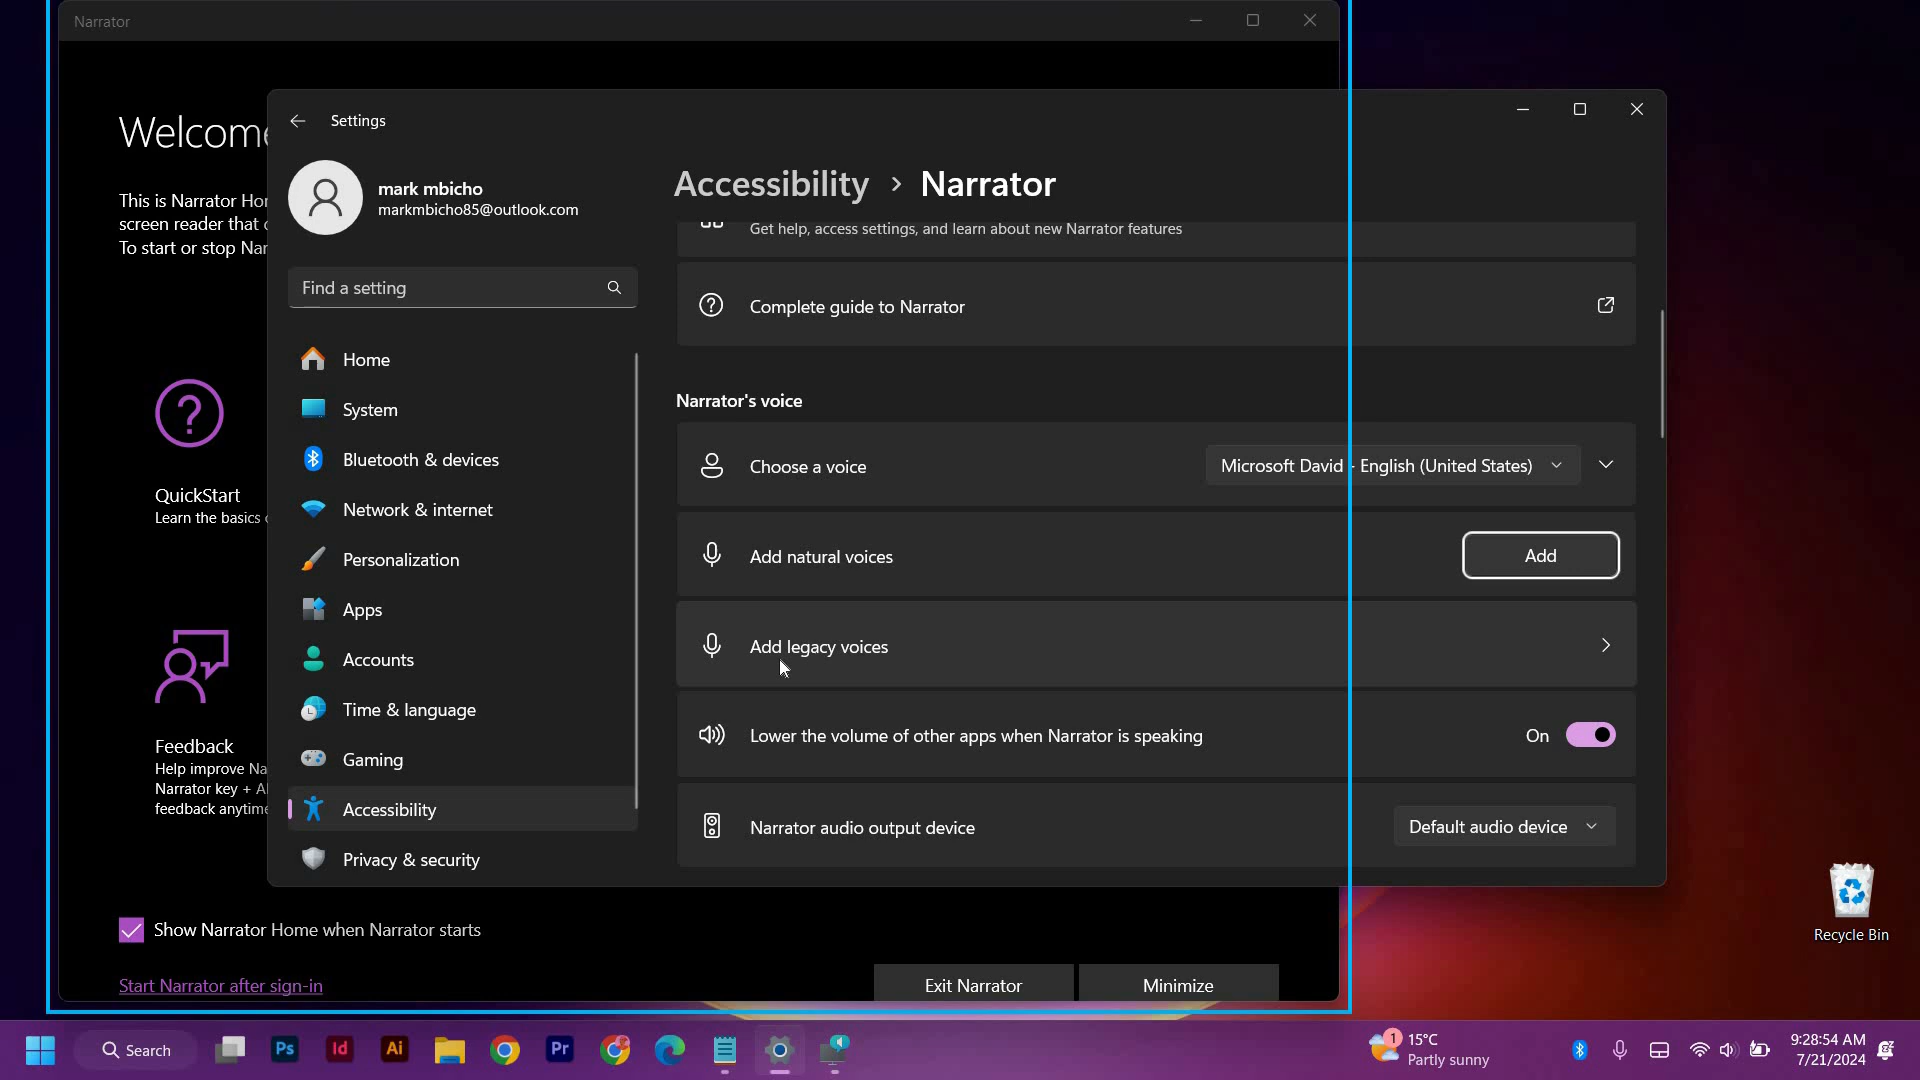 Narrator
Welcome
This is Narrator Hor
screen reader that
To start or stop Nar
QuickStart
Learn the basics
Feedback
Help improve Na
Narrator key + A
feedback anytime
Show Narrator Home when Narrator starts
Start Narrator after sign-in
Exit Narrator
Minimize
Settings
mark mbicho
markmbicho85@outlook.com
Find a setting
Home
System
Bluetooth & devices
Network & internet
Personalization
Apps
Accounts
Time & language
Gaming
Accessibility
Privacy & security
Accessibility > Narrator
Get help, access settings, and learn about new Narrator features
Complete guide to Narrator
Narrator's voice
Choose a voice
Microsoft David - English (United States)
Add natural voices
Add
Add legacy voices
Lower the volume of other apps when Narrator is speaking
On
Narrator audio output device
Default audio device
Recycle Bin
Search
Ps
Id
Ai
Pr
1
15°C
Partly sunny
9:28:54 AM
7/21/2024